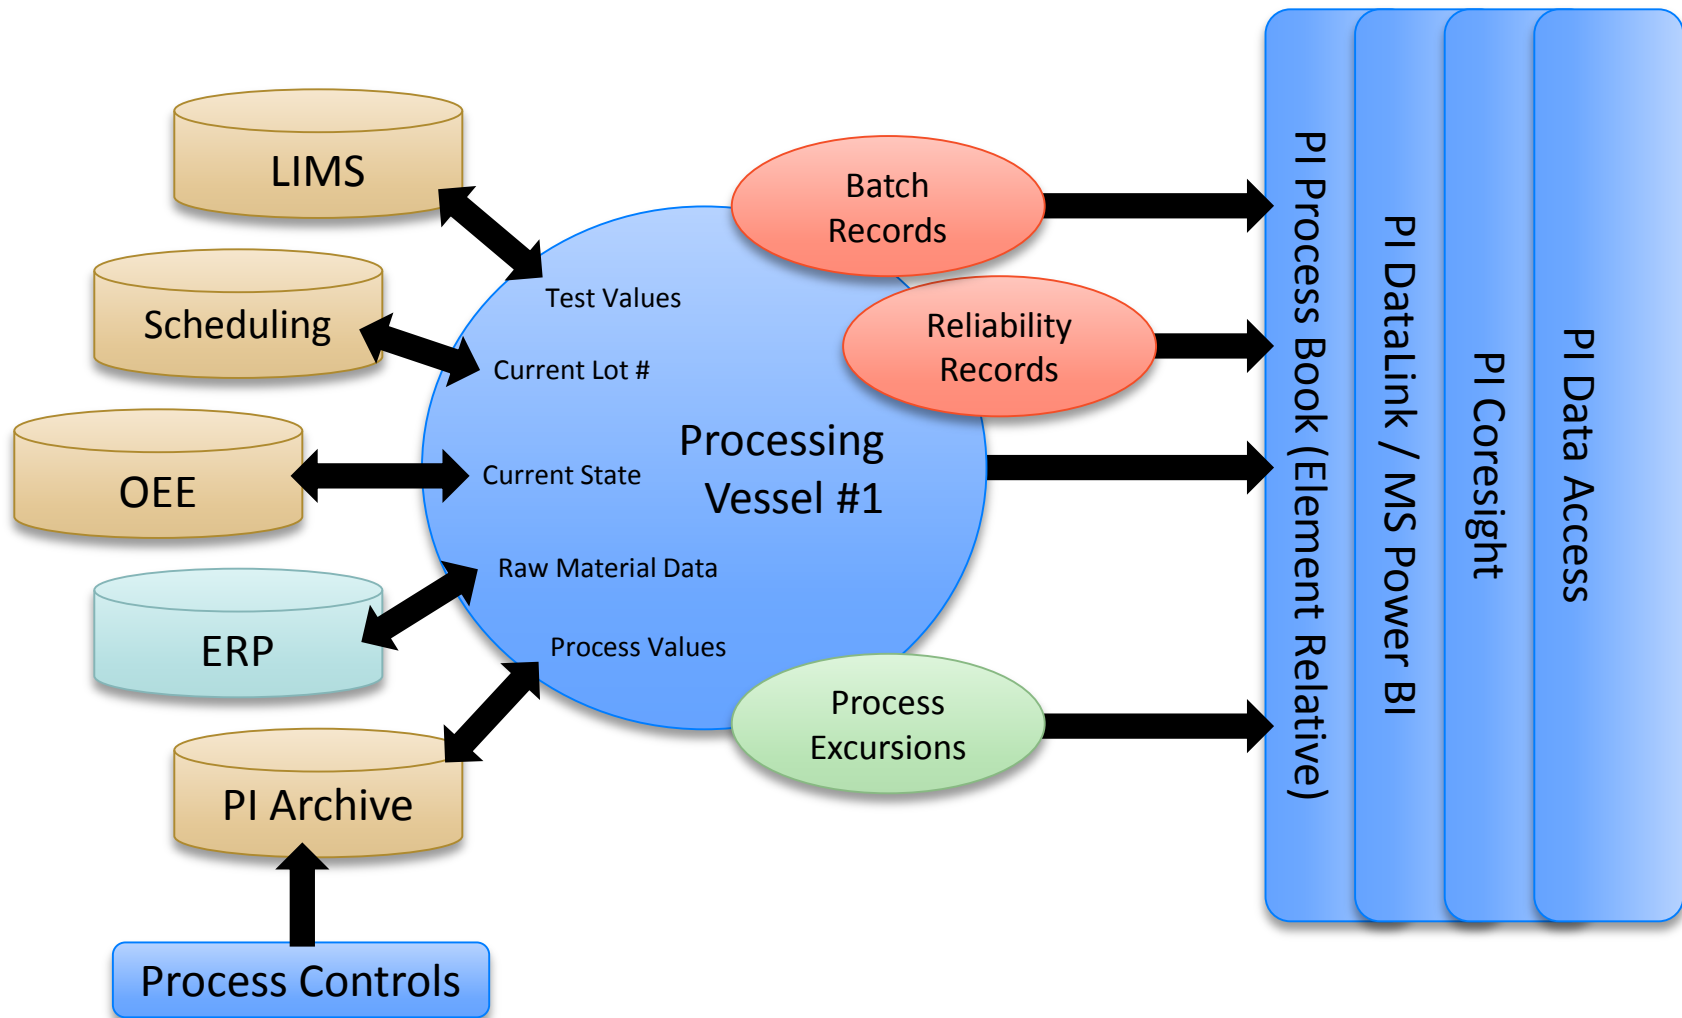 LIMS
Scheduling
OEE
ERP
PI Archive
Process Controls
Test Values
Current Lot #
Current State
Raw Material Data
Process Values
Processing
Vessel #1
Batch
Records
Reliability
Records
Process
Excursions
PI Process Book (Element Relative)
PI DataLink / MS Power BI
PI Coresight
PI Data Access